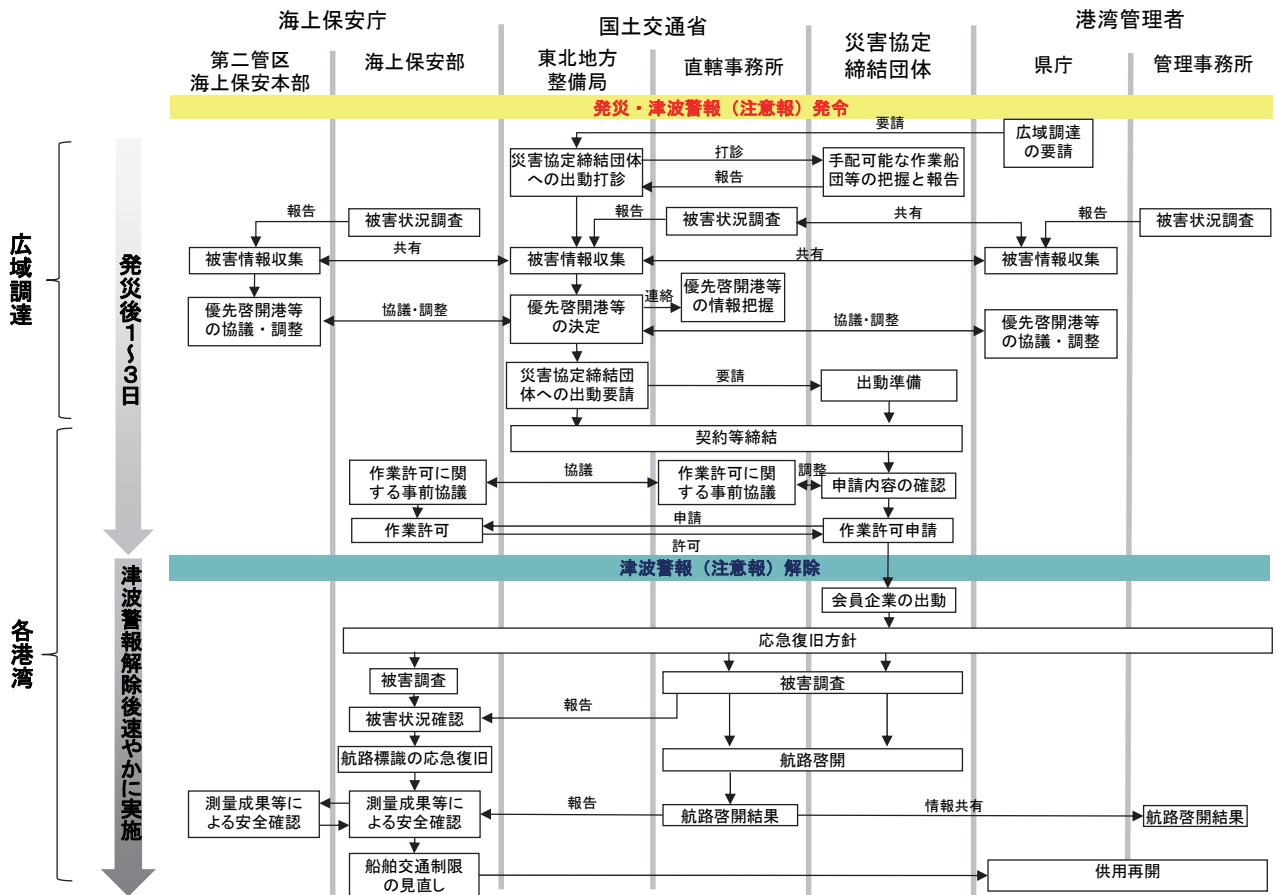 海上保安庁
国土交通省
災害協定
締結団体
港湾管理者
第二管区
海上保安本部
海上保安部
東北地方
整備局
直轄事務所
県庁
管理事務所
発災・津波警報（注意報）発令
広域調達
発災後1～3日
要請
広域調達
の要請
災害協定締結団体
への出動打診
打診
報告
手配可能な作業船
団等の把握と報告
報告
被害状況調査
報告
被害状況調査
共有
報告
被害状況調査
被害情報収集
共有
被害情報収集
共有
被害情報収集
優先啓開港等
の協議・調整
協議・調整
優先啓開港等
の決定
連絡
優先啓開港等
の情報把握
協議・調整
優先啓開港等
の協議・調整
災害協定締結団
体への出動要請
要請
出動準備
契約等締結
作業許可に関
する事前協議
協議
作業許可に関
する事前協議
調整
申請内容の確認
作業許可
申請
許可
作業許可申請
津波警報（注意報）解除
各港湾
津波警報解除後速やかに実施
会員企業の出動
応急復旧方針
被害調査
被害調査
被害状況確認
報告
航路標識の応急復旧
航路啓開
測量成果等に
よる安全確認
測量成果等に
よる安全確認
報告
航路啓開結果
情報共有
航路啓開結果
船舶交通制限
の見直し
供用再開